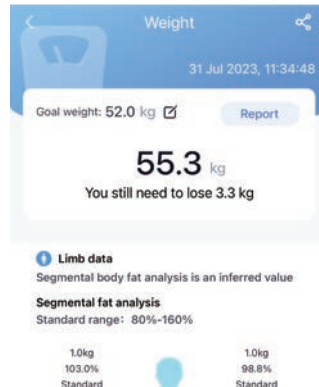 Weight
31 Jul 2023, 11:34:48
Goal weight: 52.0 kg
Report
55.3 kg
You still need to lose 3.3 kg
Limb data
Segmental body fat analysis is an inferred value
Segmental fat analysis
Standard range: 80%-160%
1.0kg 1.0kg
103.0% 98.8%
Standard Standard